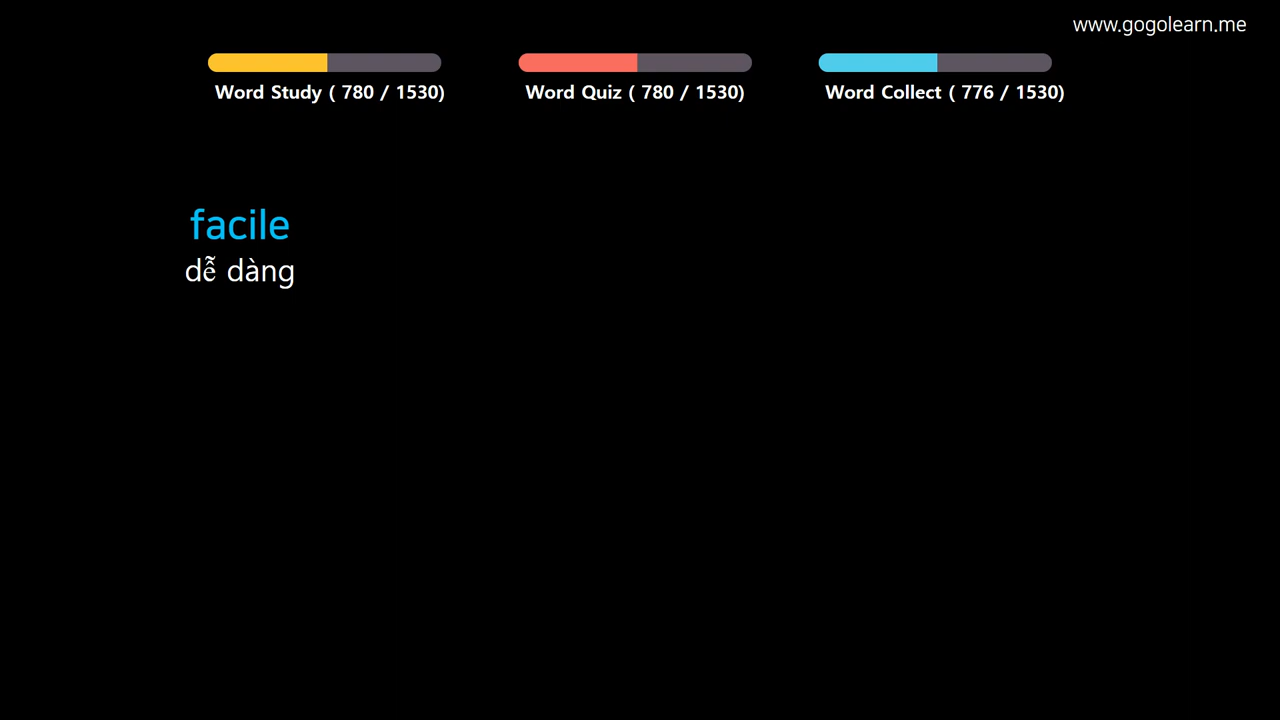 www.gogolearn.me
Word Study ( 780 / 1530)
Word Quiz ( 780 / 1530)
Word Collect ( 776 / 1530)
facile
dễ dàng